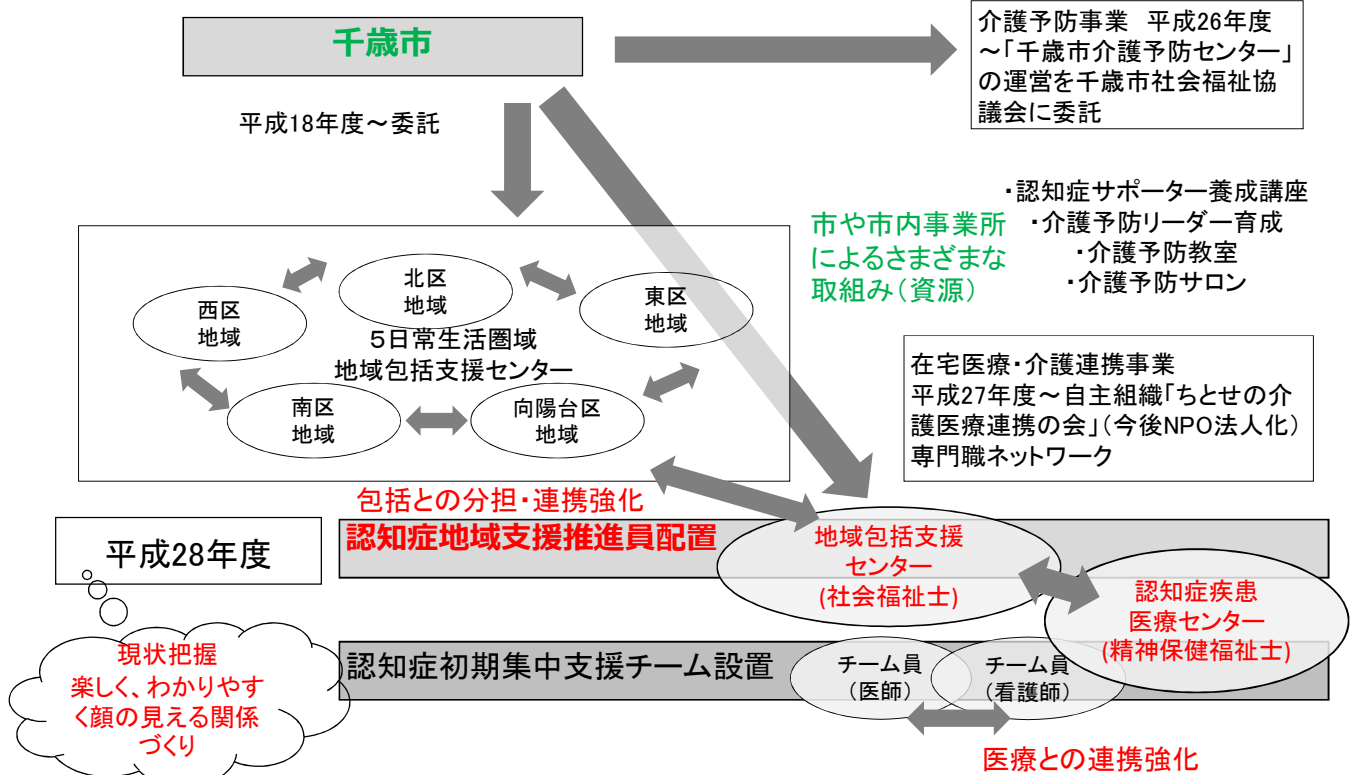 千歳市
介護予防事業　平成26年度
～「千歳市介護予防センター」
の運営を千歳市社会福祉協
議会に委託
平成18年度～委託
・認知症サポーター養成講座
・介護予防リーダー育成
・介護予防教室
・介護予防サロン
市や市内事業所
によるさまざまな
取組み（資源）
北区
地域
西区
地域
東区
地域
５日常生活圏域
地域包括支援センター
南区
地域
向陽台区
地域
在宅医療・介護連携事業
平成27年度～自主組織「ちとせの介
護医療連携の会」（今後NPO法人化）
専門職ネットワーク
包括との分担・連携強化
平成28年度
認知症地域支援推進員配置
地域包括支援
センター
(社会福祉士)
認知症疾患
医療センター
(精神保健福祉士)
現状把握
楽しく、わかりやす
く顔の見える関係
づくり
認知症初期集中支援チーム設置
チーム員
（医師）
チーム員
（看護師）
医療との連携強化